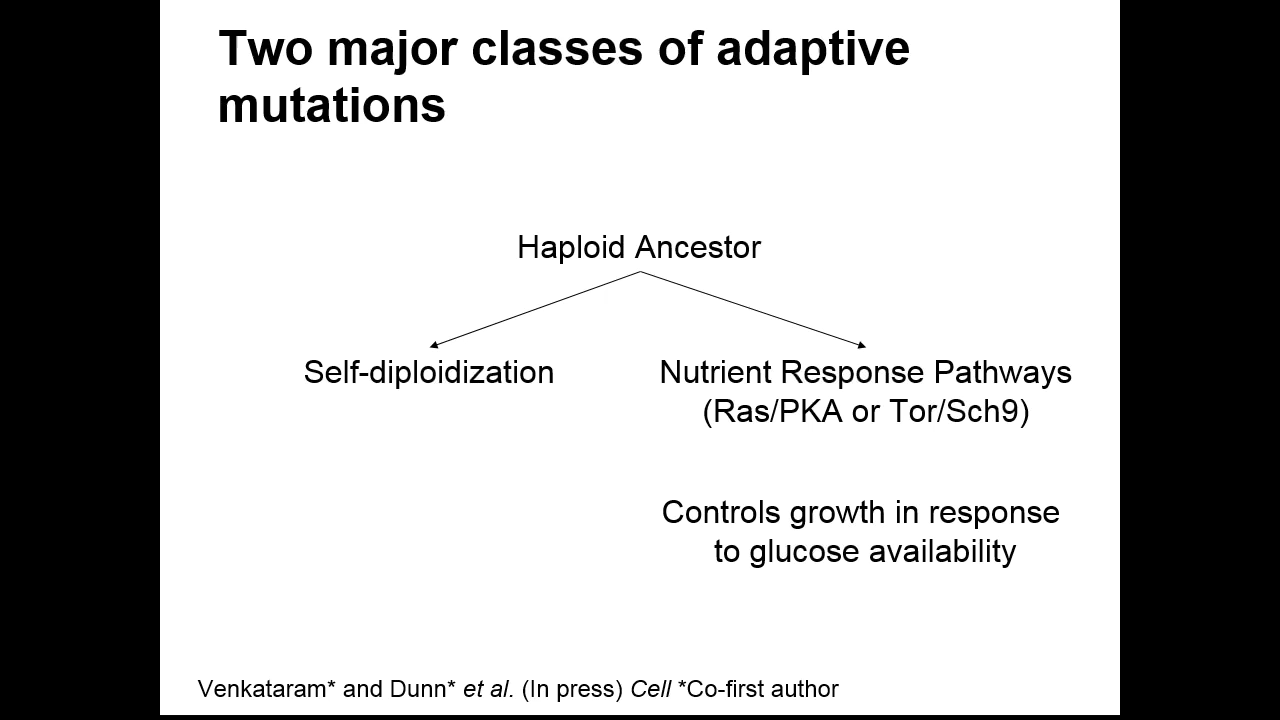 Two major classes of adaptive
mutations
Haploid Ancestor
Self-diploidization
Nutrient Response Pathways
(Ras/PKA or Tor/Sch9)
Controls growth in response
to glucose availability
Venkataram* and Dunn* et al. (In press) Cell *Co-first author